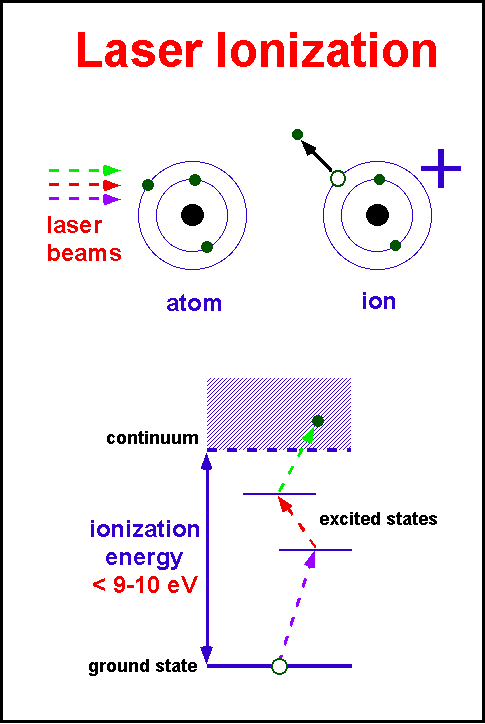 Laser Ionization
+
laser
beams
atom
ion
continuum
ionization
energy
< 9-10 eV
excited states
ground state